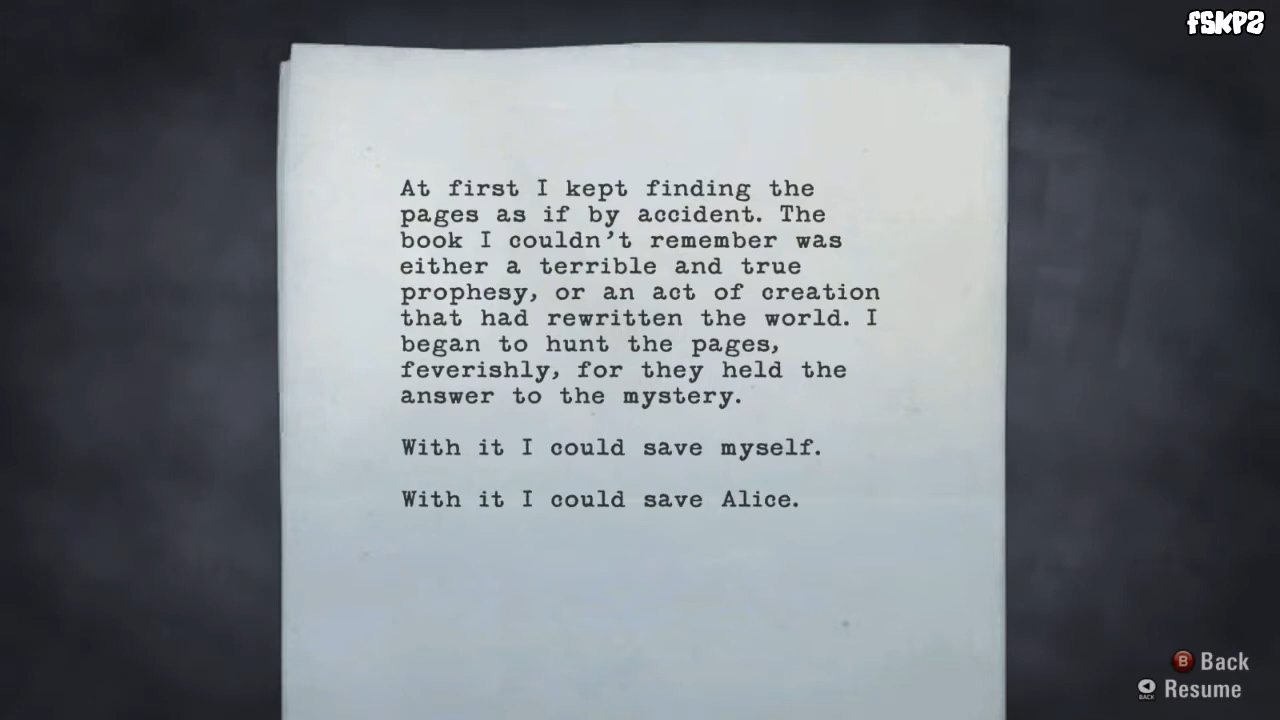 fSKPZ
At first I kept finding the
pages as if by accident. The
book I couldn't remember was
either a terrible and true
prophesy, or an act of creation
that had rewritten the world. I
began to hunt the pages,
feverishly, for they held the
answer to the mystery.
With it I could save myself.
With it I could save Alice.
B Back
BACK Resume